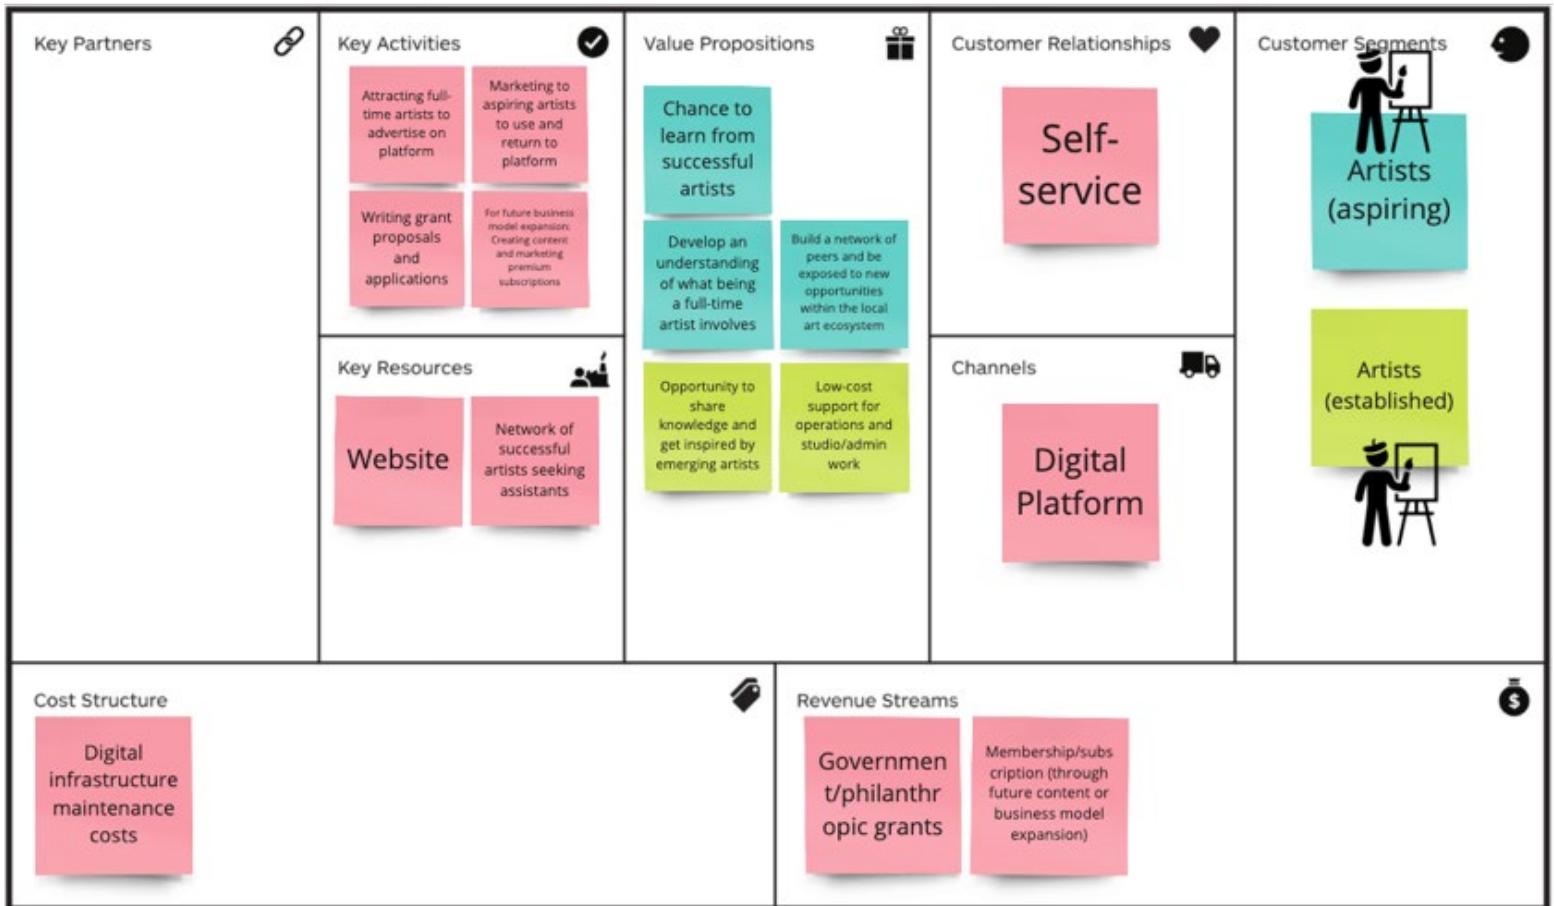 Key Partners
Key Activities
Attracting full-
time artists to
advertise on
platform
Marketing to
aspiring artists
to use and
return to
platform
Writing grant
proposals
and
applications
For future business
model expansion:
Creating content
and marketing
premium
subscriptions
Key Resources
Website
Network of
successful
artists seeking
assistants
Value Propositions
Chance to
learn from
successful
artists
Develop an
understanding
of what being
a full-time
artist involves
Build a network of
peers and be
exposed to new
opportunities
within the local
art ecosystem
Opportunity to
share
knowledge and
get inspired by
emerging artists
Low-cost
support for
operations and
studio/admin
work
Customer Relationships
Self-
service
Channels
Digital
Platform
Customer Segments
Artists
(aspiring)
Artists
(established)
Cost Structure
Digital
infrastructure
maintenance
costs
Revenue Streams
Governmen
t/philanthr
opic grants
Membership/subs
cription (through
future content or
business model
expansion)
$